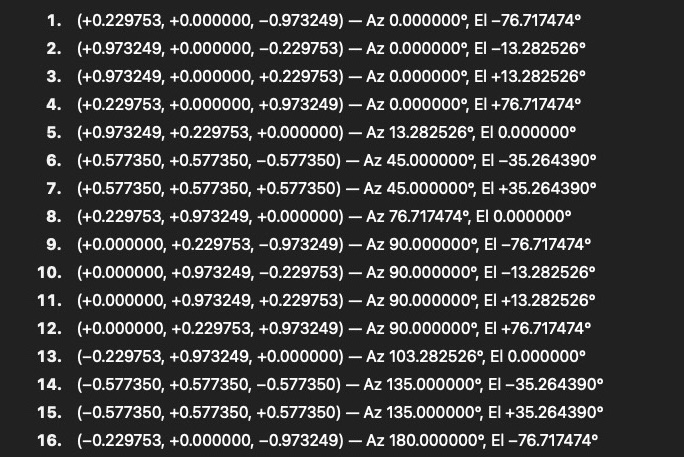 1. (+0.229753, +0.000000, −0.973249) — Az 0.000000°, El −76.717474°
2. (+0.973249, +0.000000, −0.229753) — Az 0.000000°, El −13.282526°
3. (+0.973249, +0.000000, +0.229753) — Az 0.000000°, El +13.282526°
4. (+0.229753, +0.000000, +0.973249) — Az 0.000000°, El +76.717474°
5. (+0.973249, +0.229753, +0.000000) — Az 13.282526°, El 0.000000°
6. (+0.577350, +0.577350, −0.577350) — Az 45.000000°, El −35.264390°
7. (+0.577350, +0.577350, +0.577350) — Az 45.000000°, El +35.264390°
8. (+0.229753, +0.973249, +0.000000) — Az 76.717474°, El 0.000000°
9. (+0.000000, +0.229753, −0.973249) — Az 90.000000°, El −76.717474°
10. (+0.000000, +0.973249, −0.229753) — Az 90.000000°, El −13.282526°
11. (+0.000000, +0.973249, +0.229753) — Az 90.000000°, El +13.282526°
12. (+0.000000, +0.229753, +0.973249) — Az 90.000000°, El +76.717474°
13. (−0.229753, +0.973249, +0.000000) — Az 103.282526°, El 0.000000°
14. (−0.577350, +0.577350, −0.577350) — Az 135.000000°, El −35.264390°
15. (−0.577350, +0.577350, +0.577350) — Az 135.000000°, El +35.264390°
16. (−0.229753, +0.000000, −0.973249) — Az 180.000000°, El −76.717474°